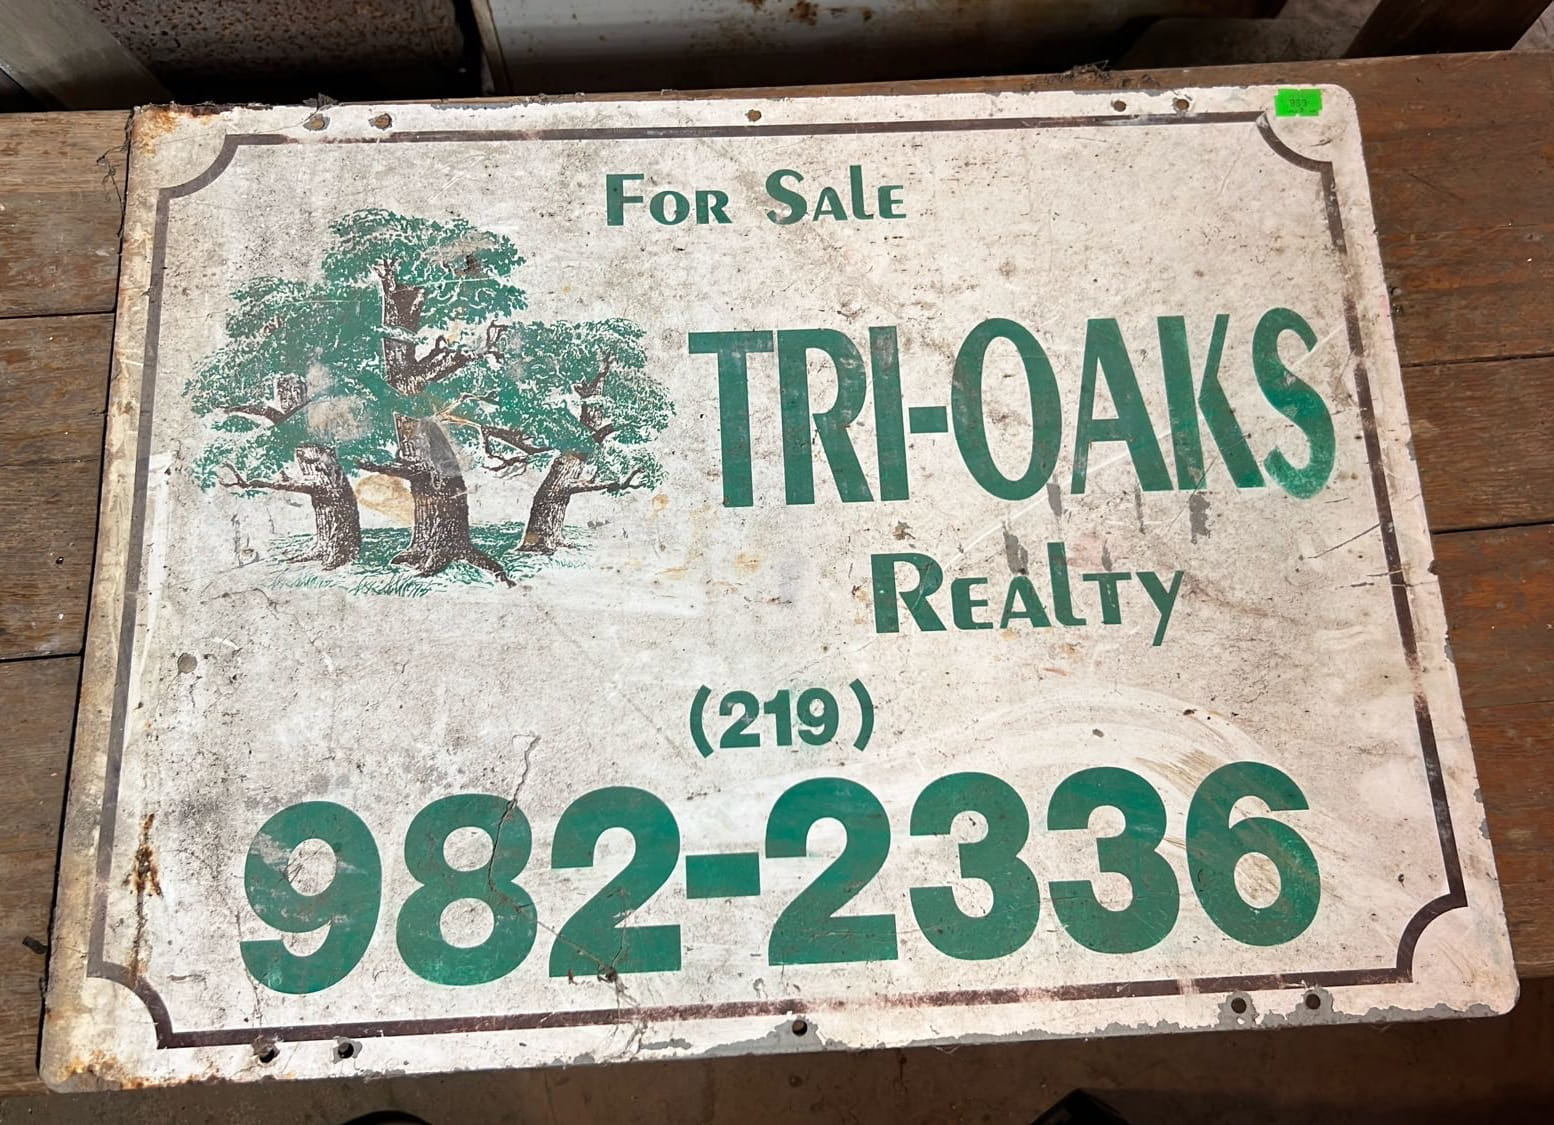 FOR SALE
TRI-OAKS
REALTY
(219)
982-2336